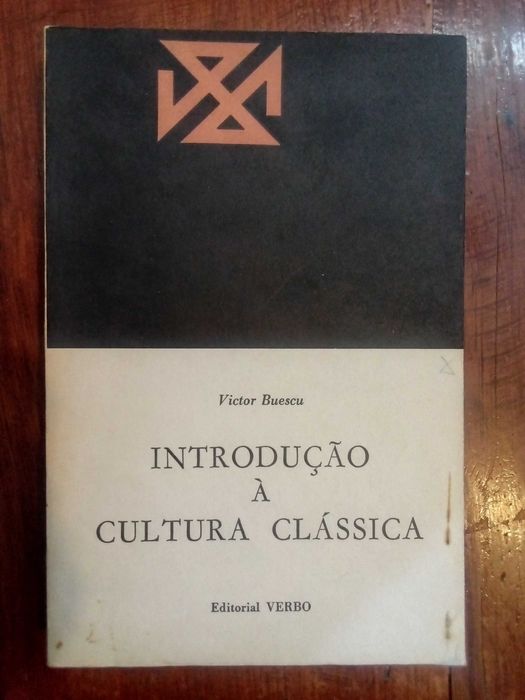 Victor Buescu
INTRODUÇÃO
À
CULTURA CLÁSSICA
Editorial VERBO